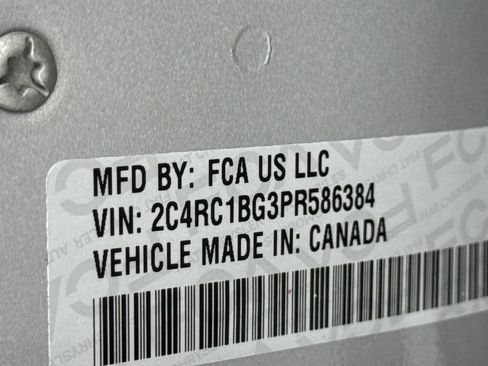 MFD BY: FCA US LLC
VIN: 2C4RC1BG3PR586384
VEHICLE MADE IN: CANADA